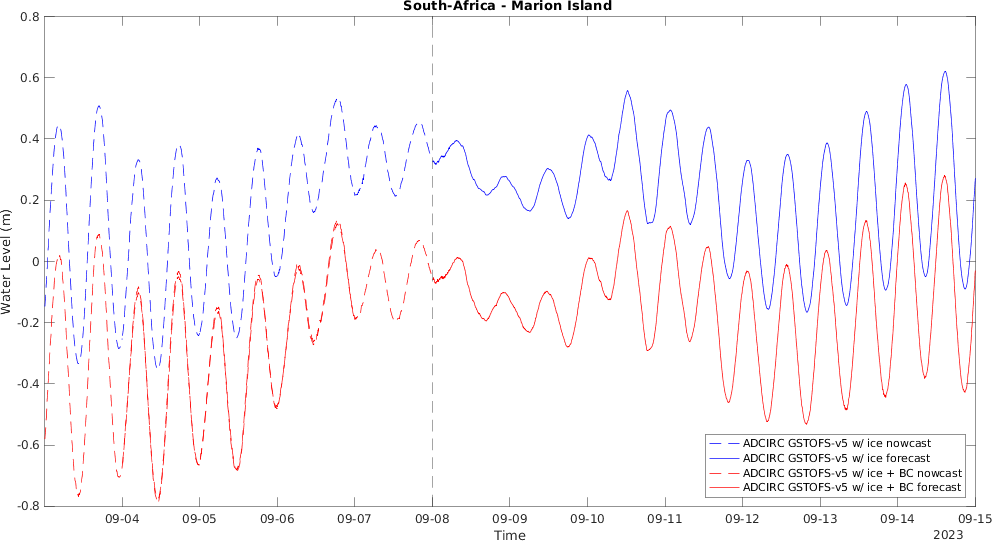 South-Africa - Marion Island
0.8
0.6
0.4
0.2
0
-0.2
-0.4
-0.6
-0.8
Water Level (m)
ADCIRC GSTOFS-v5 w/ ice nowcast
ADCIRC GSTOFS-v5 w/ ice forecast
ADCIRC GSTOFS-v5 w/ ice + BC nowcast
ADCIRC GSTOFS-v5 w/ ice + BC forecast
09-04 09-05 09-06 09-07 09-08 09-09 09-10 09-11 09-12 09-13 09-14 09-15
Time
2023